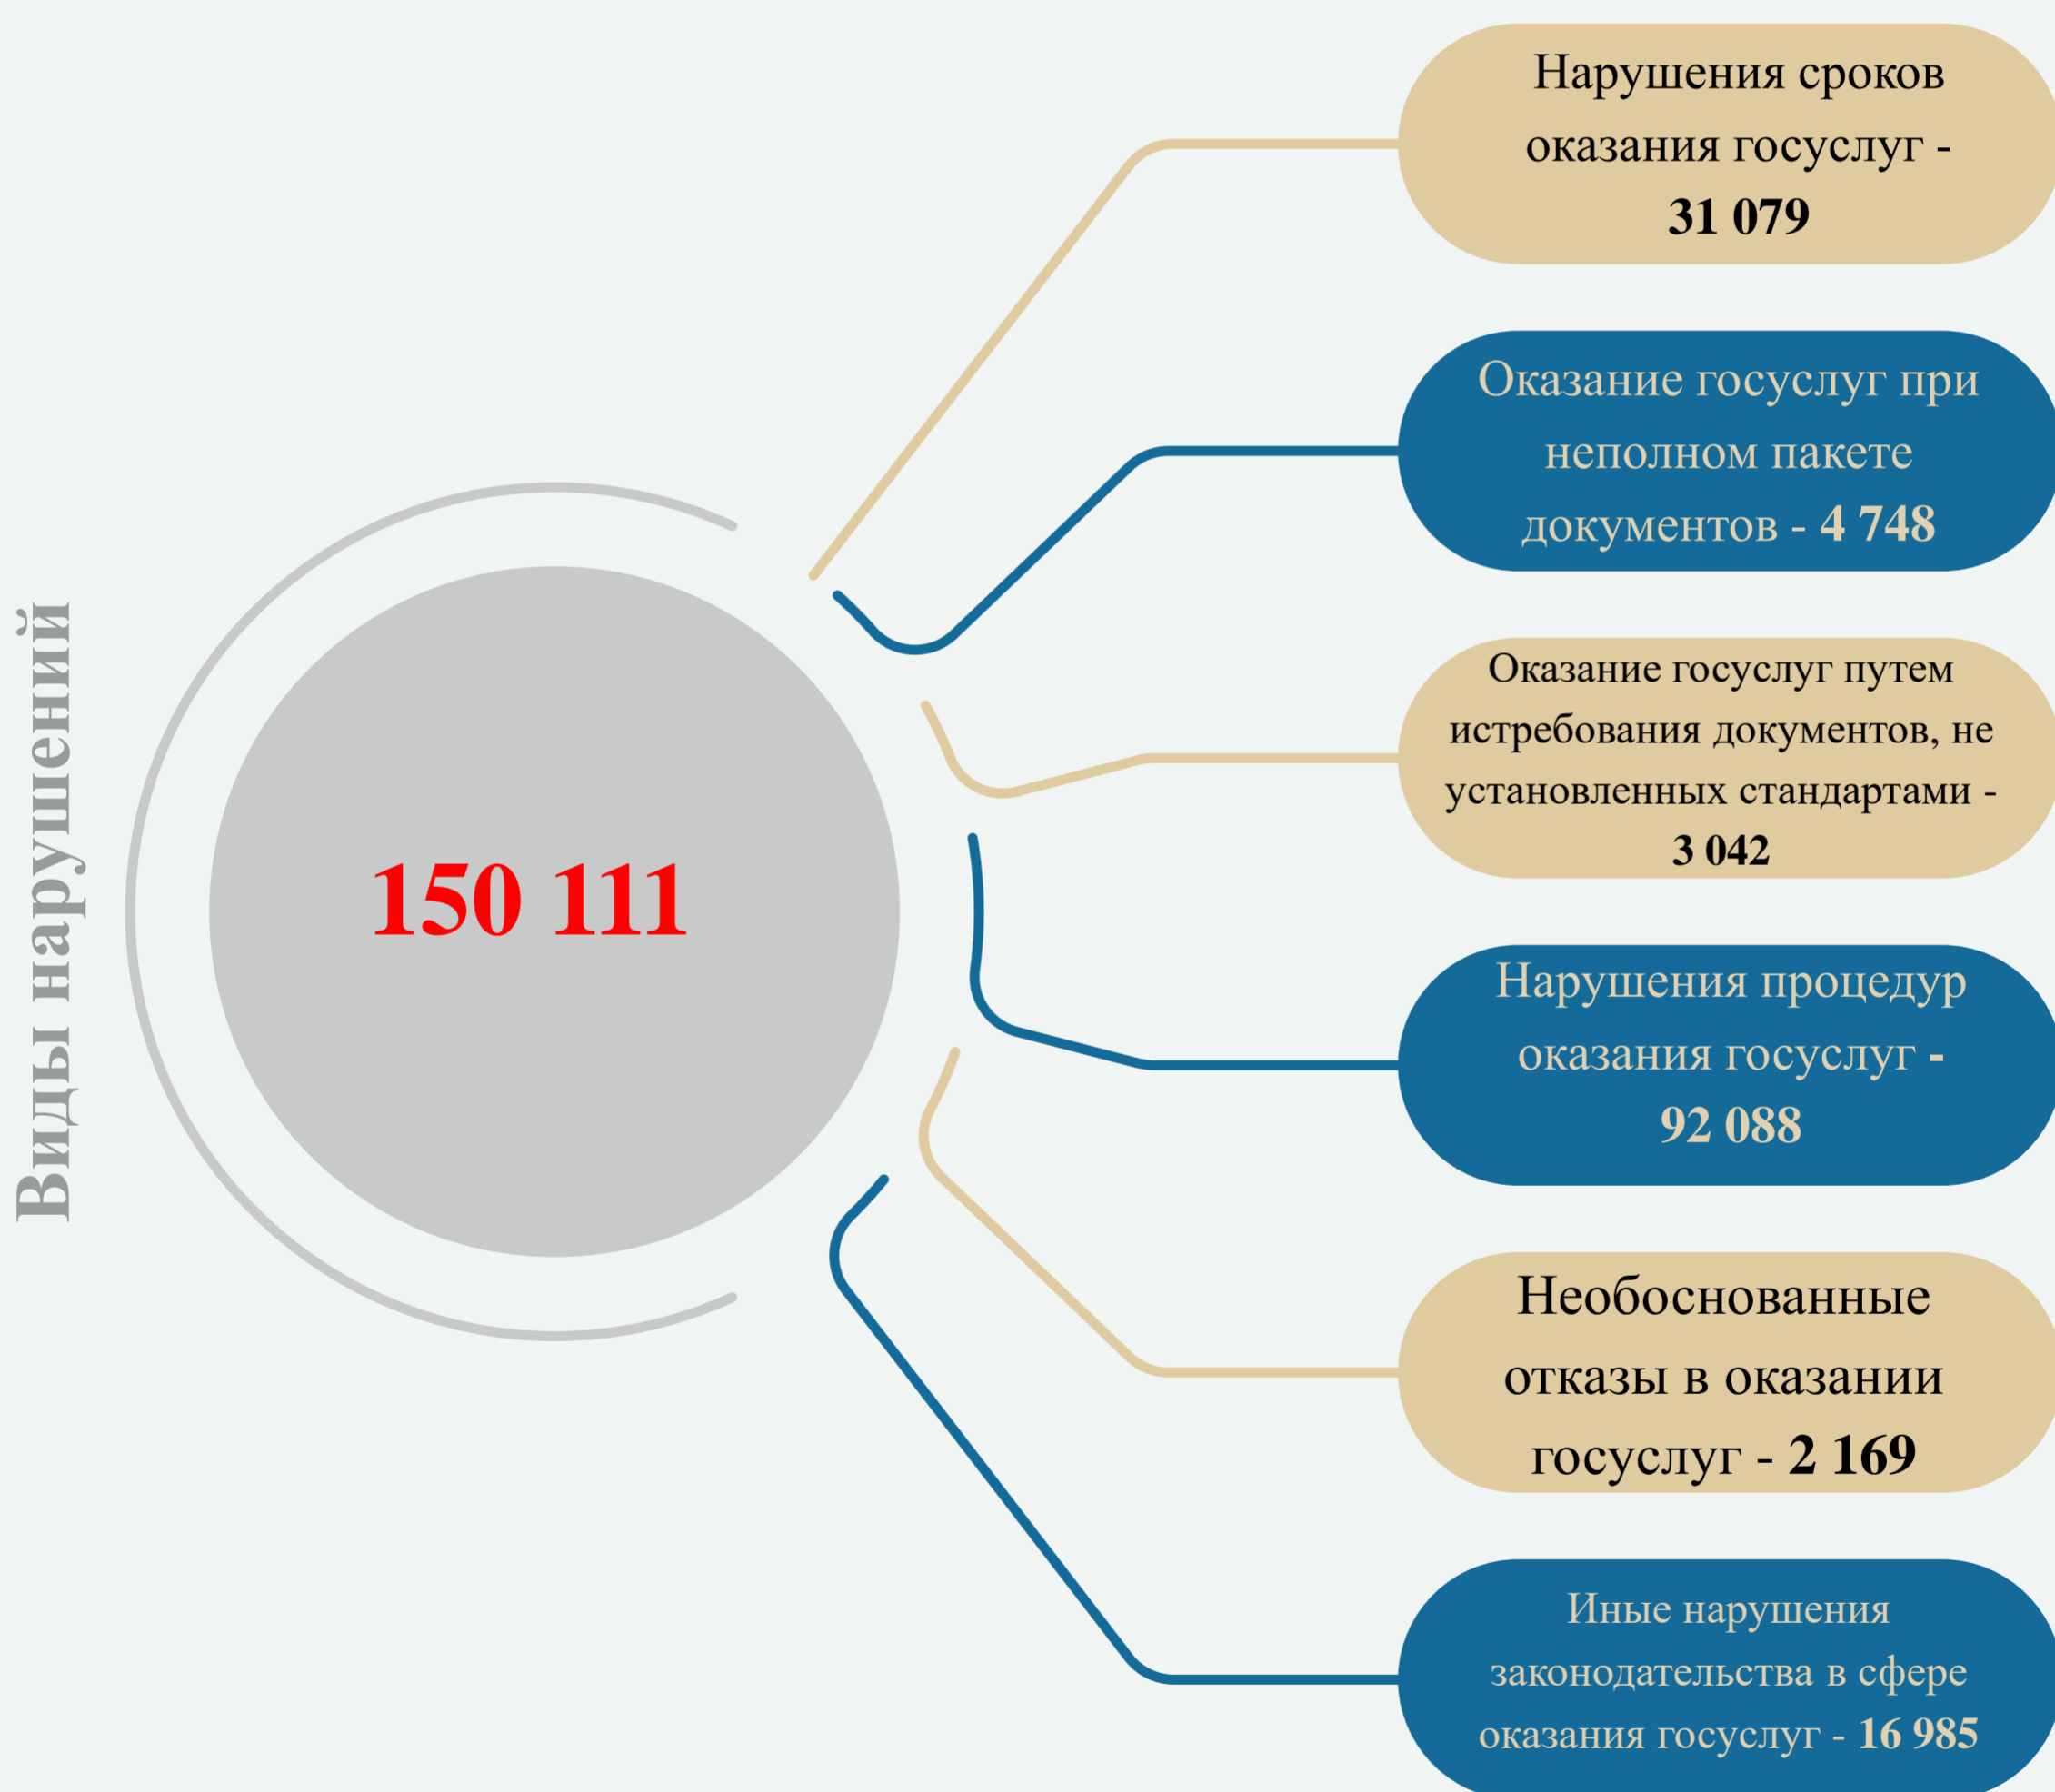 Виды нарушений
150 111
Нарушения сроков
оказания госуслуг -
31 079
Оказание госуслуг при
неполном пакете
документов - 4 748
Оказание госуслуг путем
истребования документов, не
установленных стандартами -
3 042
Нарушения процедур
оказания госуслуг -
92 088
Необоснованные
отказы в оказании
госуслуг - 2 169
Иные нарушения
законодательства в сфере
оказания госуслуг - 16 985